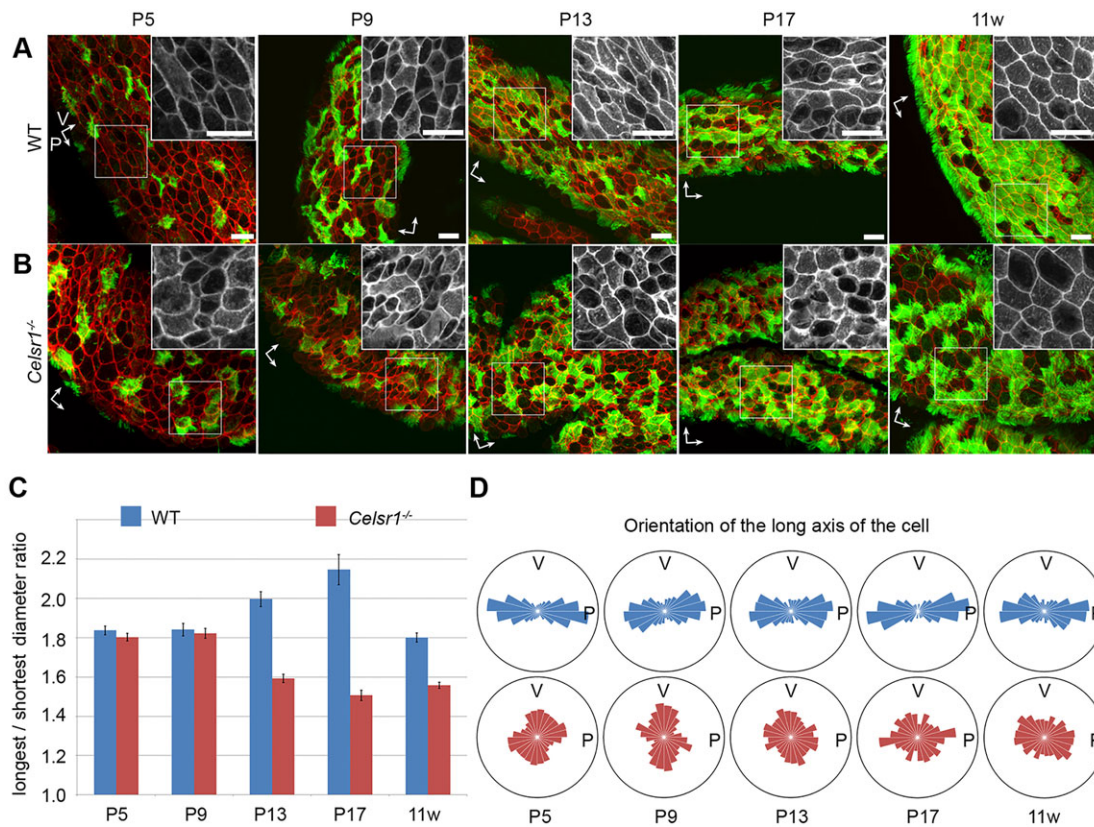 P5 P9 P13 P17 11w
A
WT
V
P
B
Celsr1-/-
C
WT Celsr1-/-
longest / shortest diameter ratio
2.2
2.0
1.8
1.6
1.4
1.2
1.0
P5 P9 P13 P17 11w
D
Orientation of the long axis of the cell
V V V V V
P P P P P
V V V V V
P P P P P
P5 P9 P13 P17 11w